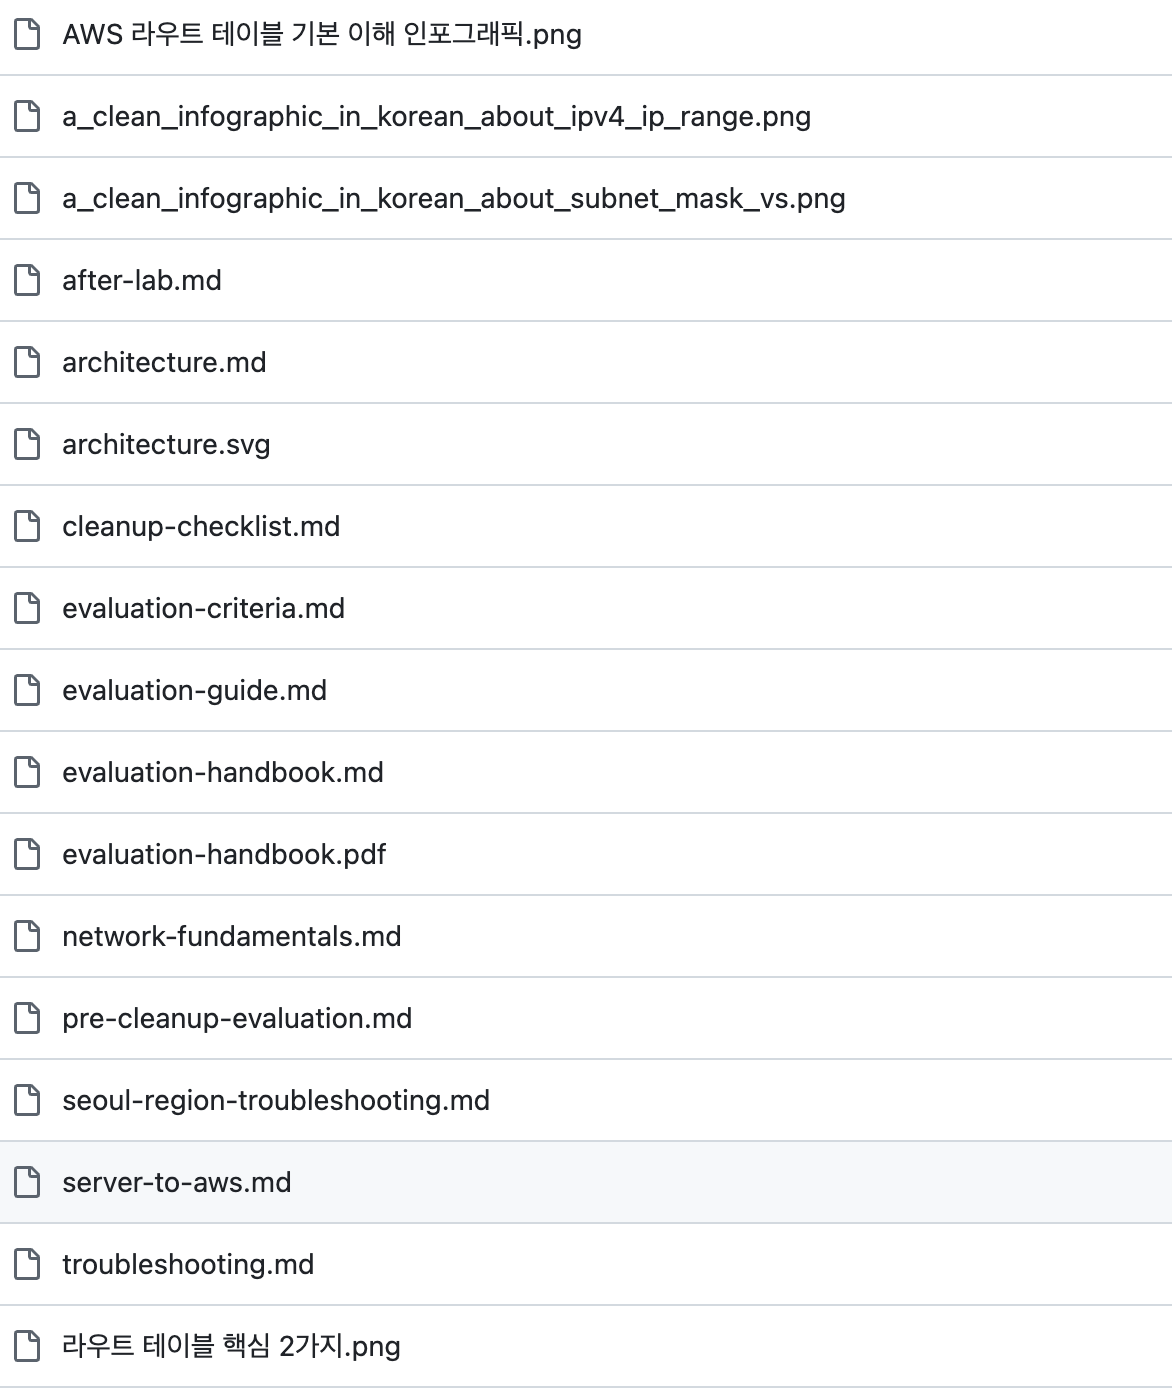 AWS 라우트 테이블 기본 이해 인포그래픽.png
a_clean_infographic_in_korean_about_ipv4_ip_range.png
a_clean_infographic_in_korean_about_subnet_mask_vs.png
after-lab.md
architecture.md
architecture.svg
cleanup-checklist.md
evaluation-criteria.md
evaluation-guide.md
evaluation-handbook.md
evaluation-handbook.pdf
network-fundamentals.md
pre-cleanup-evaluation.md
seoul-region-troubleshooting.md
server-to-aws.md
troubleshooting.md
라우트 테이블 핵심 2가지.png